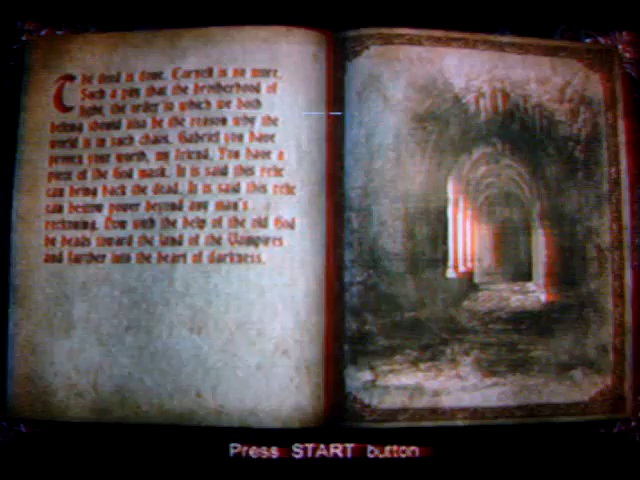 The deed is done. Cornell is no more.
Such a pity that the brotherhood of
light, the order to which we both
belong should also be the reason why the
world is in such chaos. Gabriel you have
proven your worth, my friend. You have a
piece of the God mask. It is said this relic
can bring back the dead. It is said this relic
can bestow power beyond any man's
reckoning. Now with the help of the old God
he heads toward the land of the Vampires
and further into the heart of darkness.
Press START button